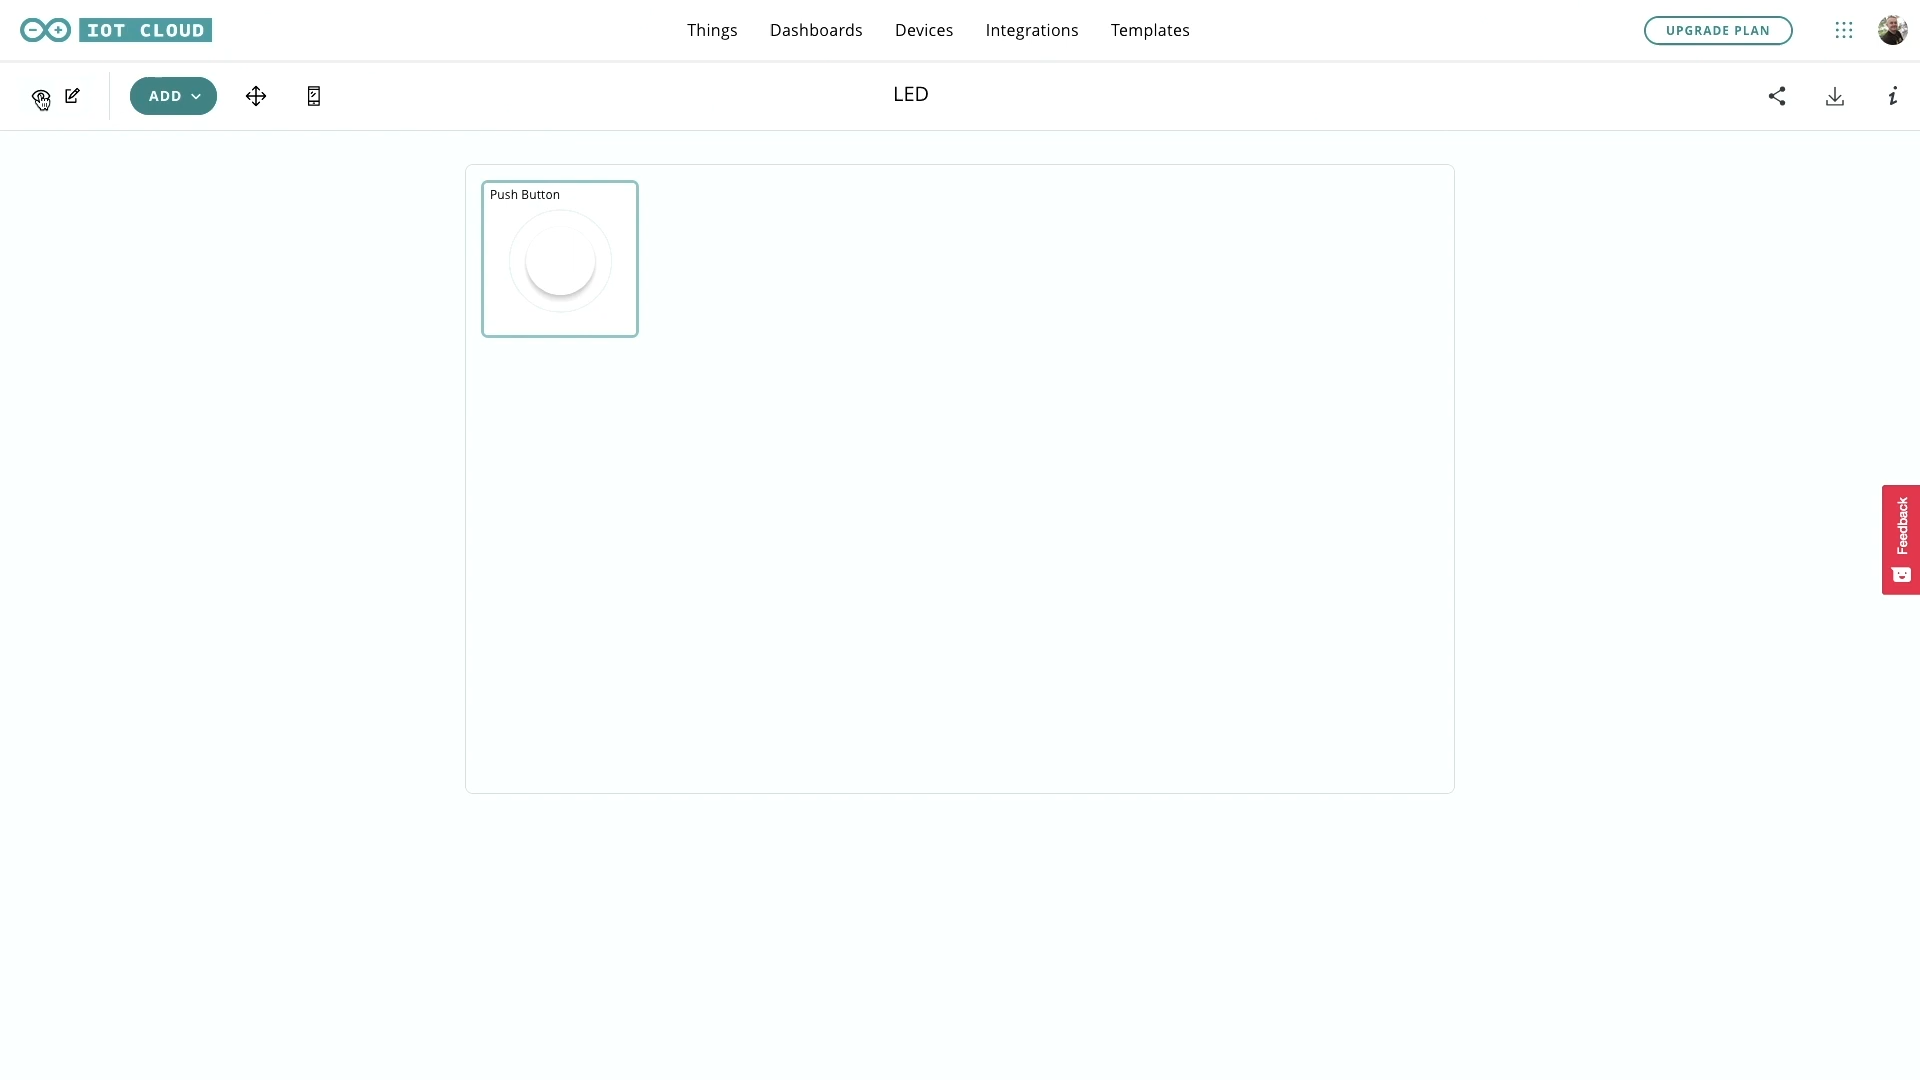 IOT CLOUD
Things Dashboards Devices Integrations Templates
UPGRADE PLAN
ADD
LED
i
Push Button
Feedback